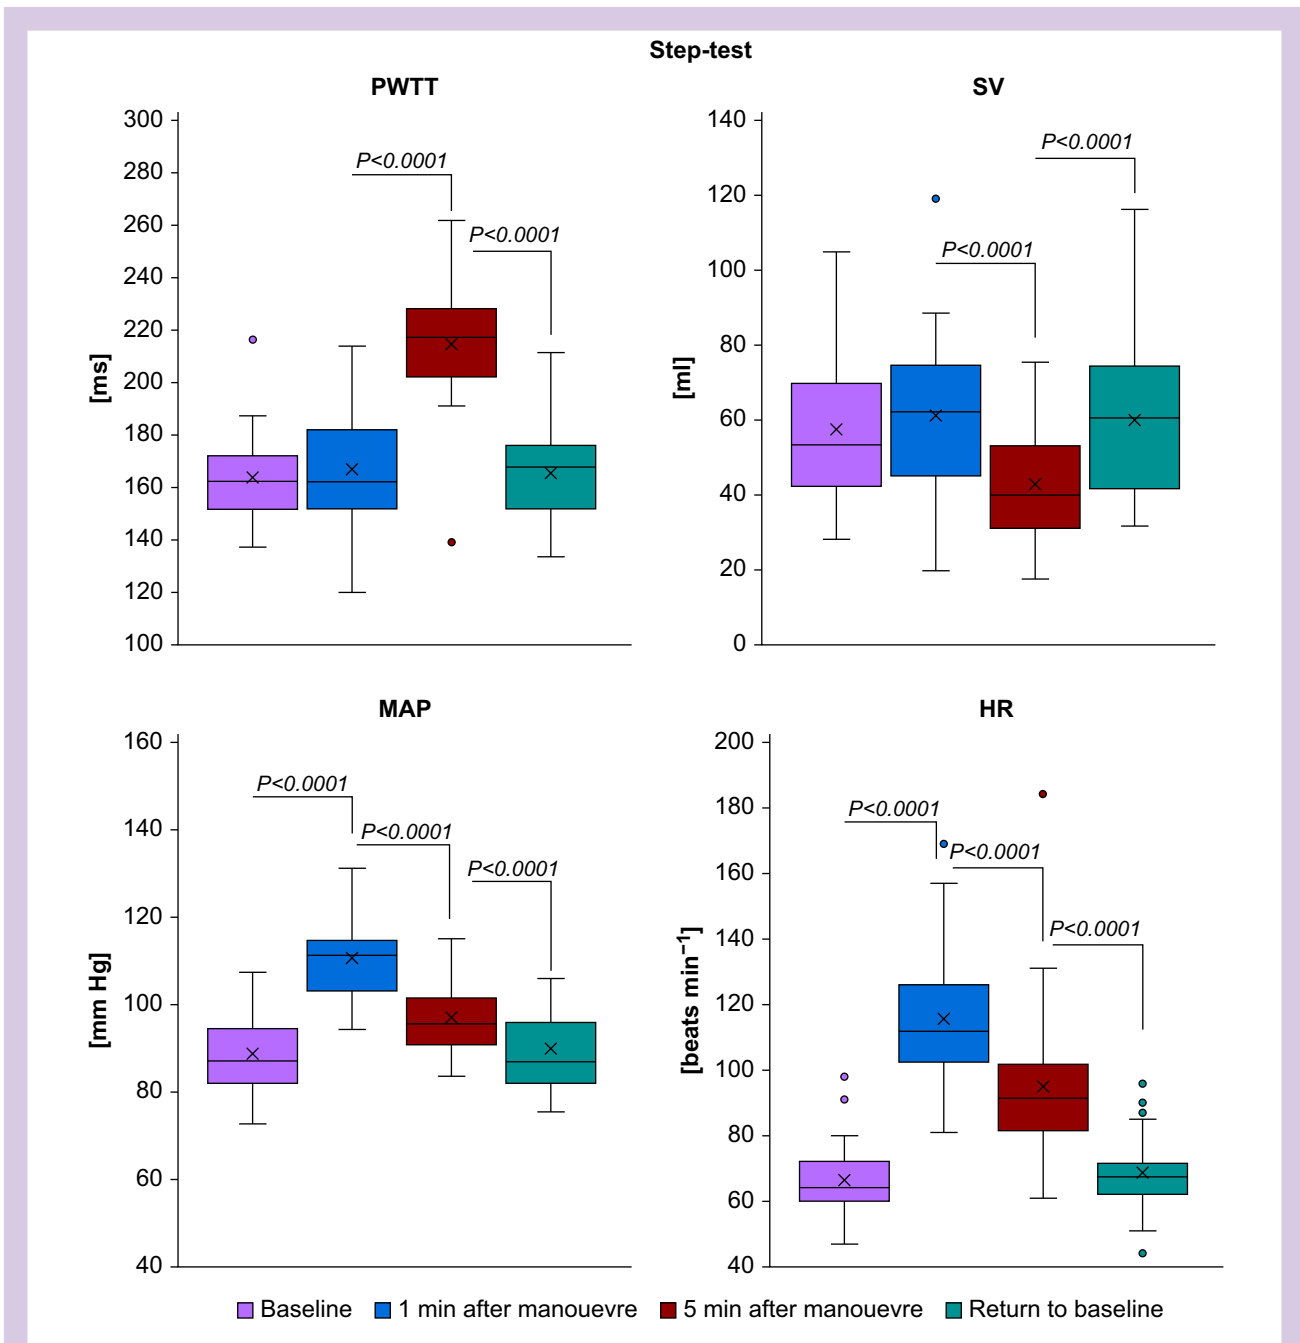 Step-test
PWTT
300
280
260
240
220
200
180
160
140
120
100
[ms]
P<0.0001
P<0.0001
SV
140
120
100
80
60
40
20
0
[ml]
P<0.0001
P<0.0001
MAP
160
140
120
100
80
60
40
[mm Hg]
P<0.0001
P<0.0001
P<0.0001
HR
200
180
160
140
120
100
80
60
40
[beats min⁻¹]
P<0.0001
P<0.0001
P<0.0001
Baseline 1 min after manouevre 5 min after manouevre Return to baseline